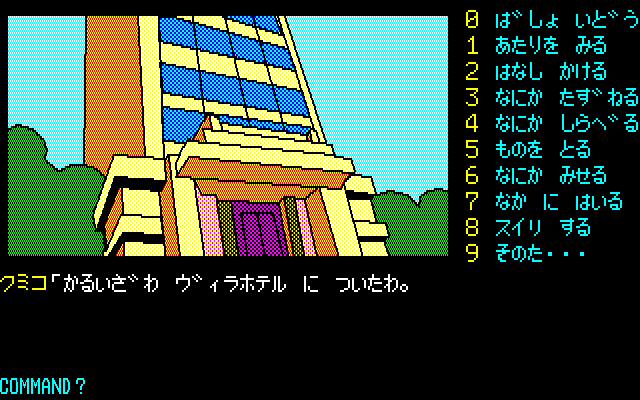 0 ばしょ いどう
1 あたりを みる
2 はなし かける
3 なにか たずわる
4 なにか しらべる
5 ものを とる
6 なにか みせる
7 なか に はいる
8 スイリ する
9 そのた・・・
クミコ「かるいざわ ヴィラホテル に ついたわ。
COMMAND?